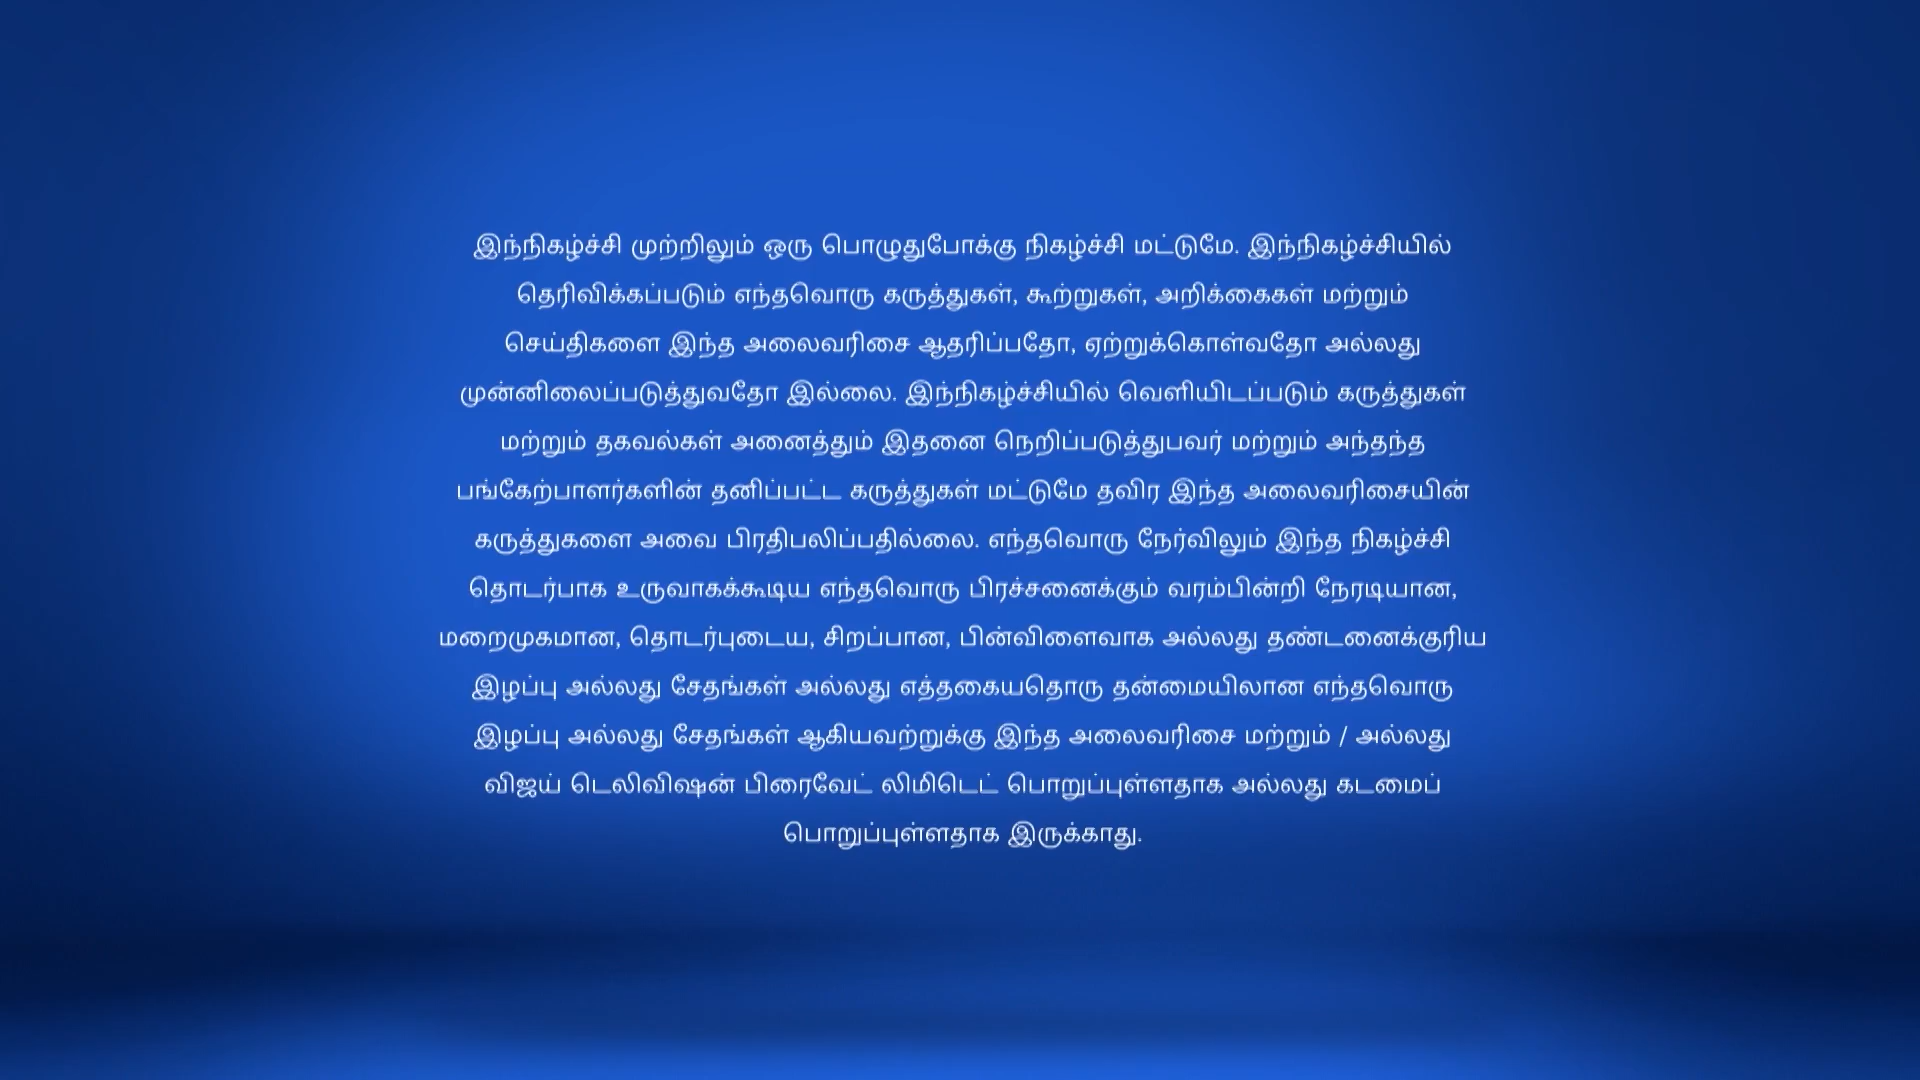 இந்நிகழ்ச்சி முற்றிலும் ஒரு பொழுதுபோக்கு நிகழ்ச்சி மட்டுமே. இந்நிகழ்ச்சியில்
தெரிவிக்கப்படும் எந்தவொரு கருத்துகள், கூற்றுகள், அறிக்கைகள் மற்றும்
செய்திகளை இந்த அலைவரிசை ஆதரிப்பதோ, ஏற்றுக்கொள்வதோ அல்லது
முன்னிலைப்படுத்துவதோ இல்லை. இந்நிகழ்ச்சியில் வெளியிடப்படும் கருத்துகள்
மற்றும் தகவல்கள் அனைத்தும் இதனை நெறிப்படுத்துபவர் மற்றும் அந்தந்த
பங்கேற்பாளர்களின் தனிப்பட்ட கருத்துகள் மட்டுமே தவிர இந்த அலைவரிசையின்
கருத்துகளை அவை பிரதிபலிப்பதில்லை. எந்தவொரு நேர்விலும் இந்த நிகழ்ச்சி
தொடர்பாக உருவாகக்கூடிய எந்தவொரு பிரச்சனைக்கும் வரம்பின்றி நேரடியான,
மறைமுகமான, தொடர்புடைய, சிறப்பான, பின்விளைவாக அல்லது தண்டனைக்குரிய
இழப்பு அல்லது சேதங்கள் அல்லது எத்தகையதொரு தன்மையிலான எந்தவொரு
இழப்பு அல்லது சேதங்கள் ஆகியவற்றுக்கு இந்த அலைவரிசை மற்றும் / அல்லது
விஜய் டெலிவிஷன் பிரைவேட் லிமிடெட் பொறுப்புள்ளதாக அல்லது கடமைப்
பொறுப்புள்ளதாக இருக்காது.